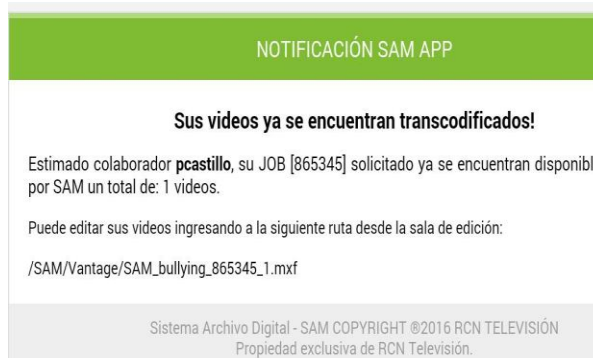 NOTIFICACIÓN SAM APP
Sus videos ya se encuentran transcodificados!
Estimado colaborador pcastillo, su JOB [865345] solicitado ya se encuentran disponibl
por SAM un total de: 1 videos.
Puede editar sus videos ingresando a la siguiente ruta desde la sala de edición:
/SAM/Vantage/SAM_bullying_865345_1.mxf
Sistema Archivo Digital - SAM COPYRIGHT ®2016 RCN TELEVISIÓN
Propiedad exclusiva de RCN Televisión.